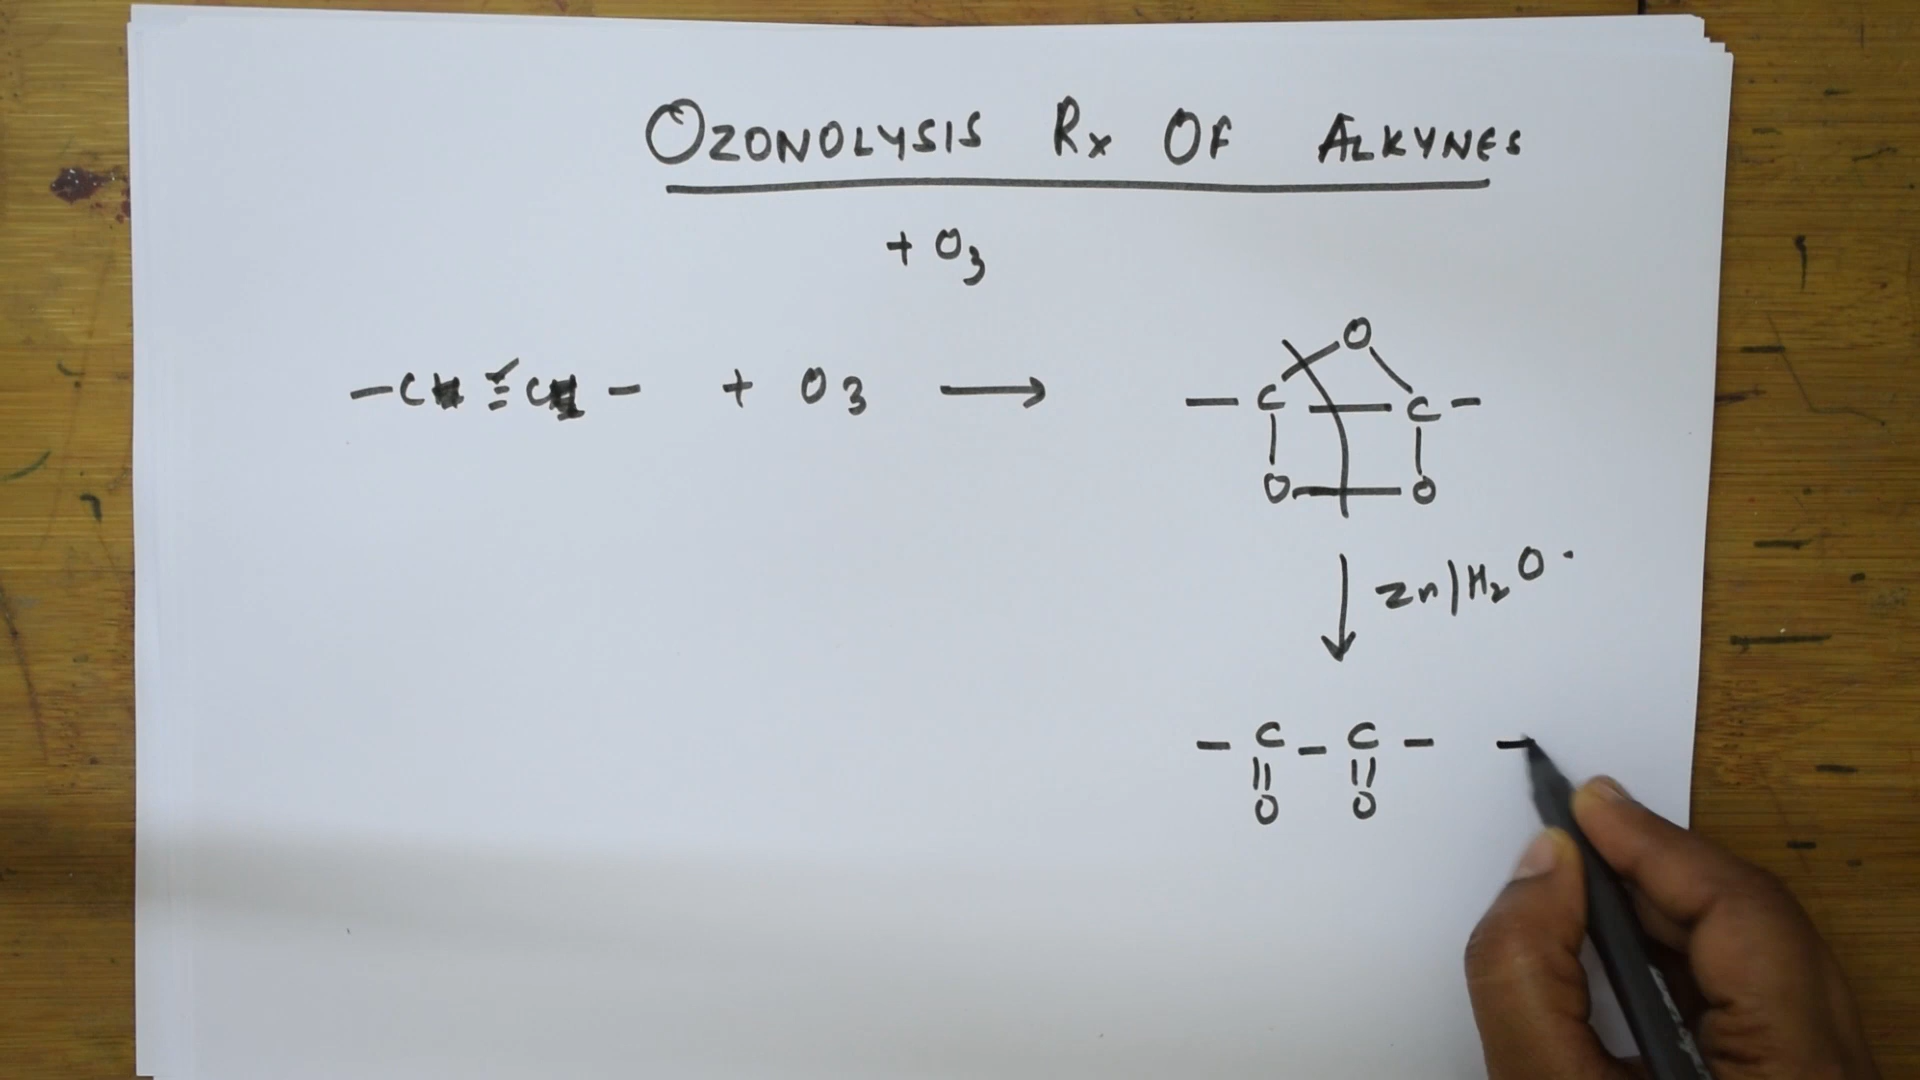 OZONOLYSIS Rx OF ALKYNES
+ O3
-C ≡ C - + O3 ⟶
O
- C - C -
O - O
↓ Zn|H2O.
- C - C - -
|| ||
O O